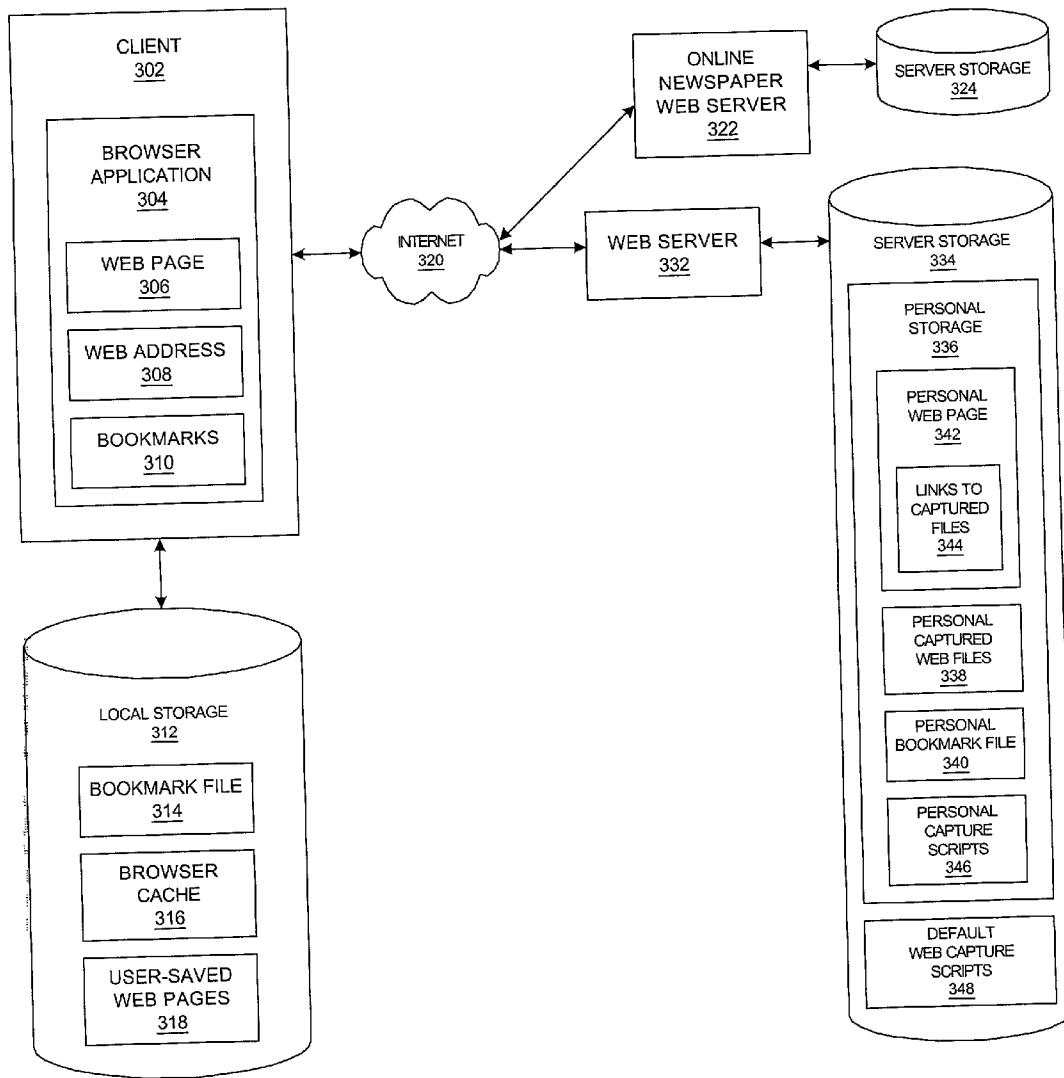 CLIENT
302
BROWSER
APPLICATION
304
WEB PAGE
306
WEB ADDRESS
308
BOOKMARKS
310
LOCAL STORAGE
312
BOOKMARK FILE
314
BROWSER
CACHE
316
USER-SAVED
WEB PAGES
318
INTERNET
320
ONLINE
NEWSPAPER
WEB SERVER
322
SERVER STORAGE
324
WEB SERVER
332
SERVER STORAGE
334
PERSONAL
STORAGE
336
PERSONAL
WEB PAGE
342
LINKS TO
CAPTURED
FILES
344
PERSONAL
CAPTURED
WEB FILES
338
PERSONAL
BOOKMARK FILE
340
PERSONAL
CAPTURE
SCRIPTS
346
DEFAULT
WEB CAPTURE
SCRIPTS
348